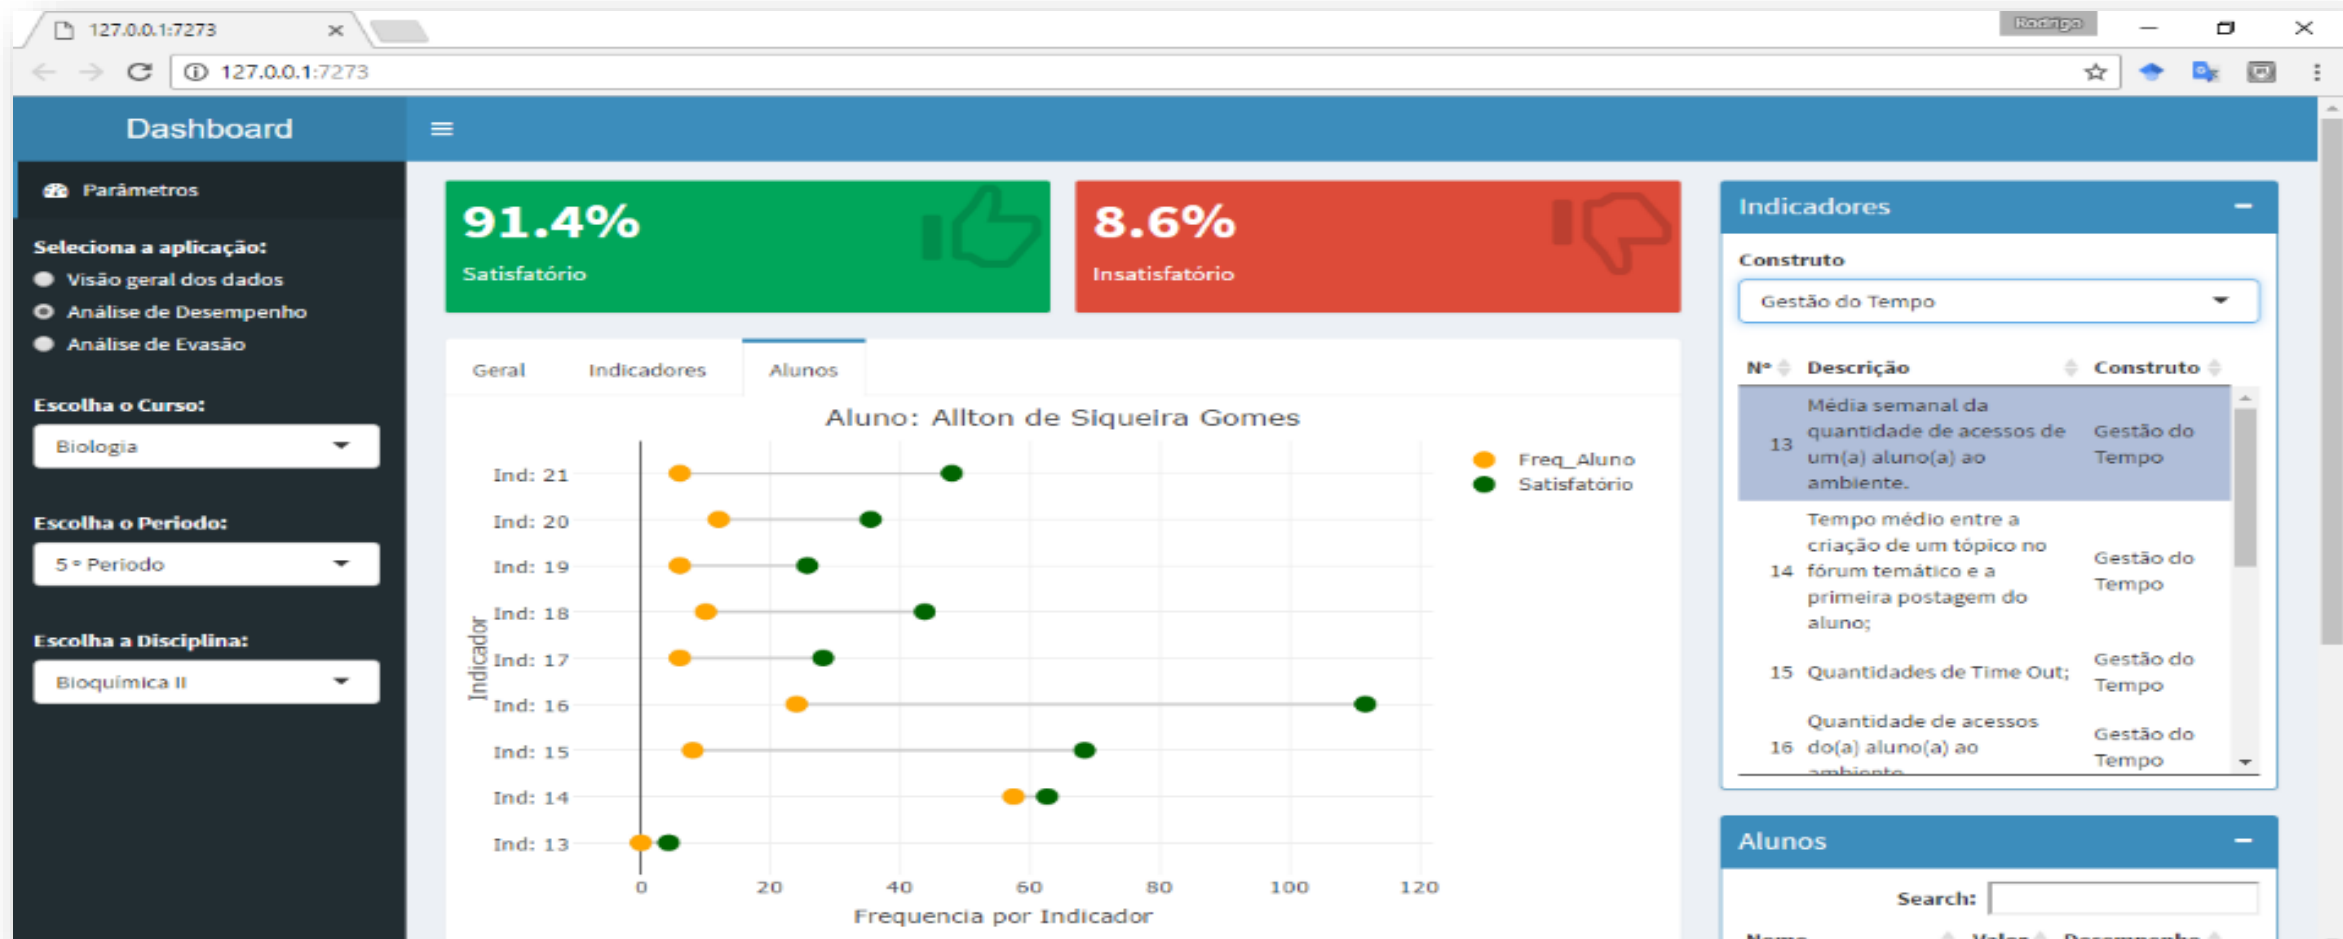 127.0.0.1:7273
Rodrigo
127.0.0.1:7273
Dashboard
Parâmetros
Seleciona a aplicação:
Visão geral dos dados
Análise de Desempenho
Análise de Evasão
Escolha o Curso:
Biologia
Escolha o Periodo:
5 º Periodo
Escolha a Disciplina:
Bioquímica II
91.4%
Satisfatório
8.6%
Insatisfatório
Geral Indicadores Alunos
Aluno: Allton de Siqueira Gomes
Freq_Aluno
Satisfatório
Indicador
Ind: 21
Ind: 20
Ind: 19
Ind: 18
Ind: 17
Ind: 16
Ind: 15
Ind: 14
Ind: 13
0 20 40 60 80 100 120
Frequencia por Indicador
Indicadores
Construto
Gestão do Tempo
Nº Descrição Construto
13 Média semanal da
quantidade de acessos de
um(a) aluno(a) ao
ambiente.
Gestão do
Tempo
14 Tempo médio entre a
criação de um tópico no
fórum temático e a
primeira postagem do
aluno;
Gestão do
Tempo
15 Quantidades de Time Out;
Gestão do
Tempo
16 Quantidade de acessos
do(a) aluno(a) ao
ambiente
Gestão do
Tempo
Alunos
Search:
Nome Valor Desempenho